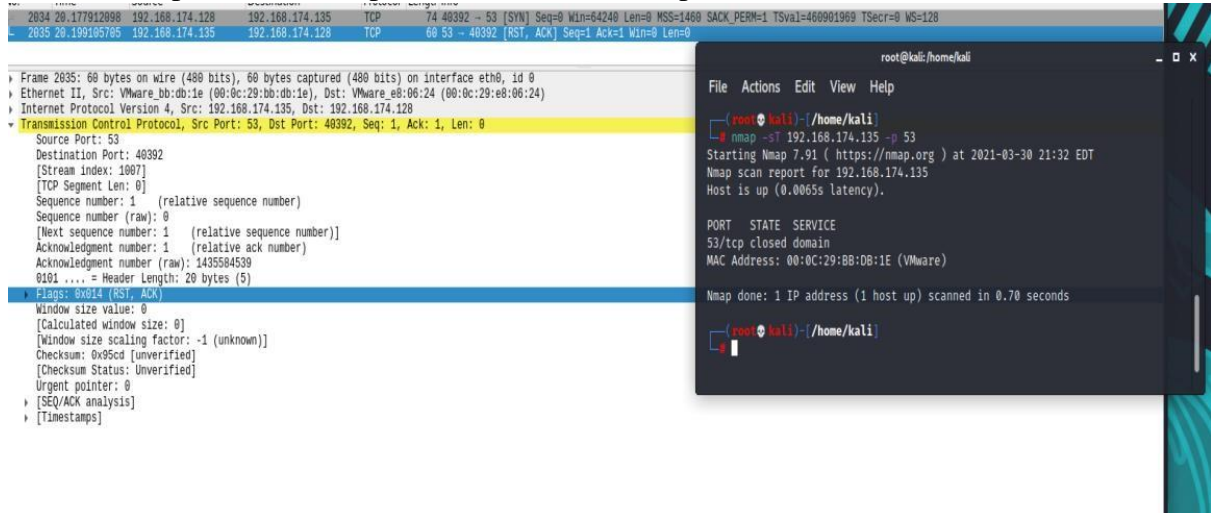 2034 20.177912098 192.168.174.128 192.168.174.135 TCP 74 40392 → 53 [SYN] Seq=0 Win=64240 Len=0 MSS=1460 SACK_PERM=1 TSval=460901969 TSecr=0 WS=128
2035 20.199105705 192.168.174.135 192.168.174.128 TCP 60 53 → 40392 [RST, ACK] Seq=1 Ack=1 Win=0 Len=0
Frame 2035: 60 bytes on wire (480 bits), 60 bytes captured (480 bits) on interface eth0, id 0
Ethernet II, Src: VMware_bb:db:1e (00:0c:29:bb:db:1e), Dst: VMware_e8:06:24 (00:0c:29:e8:06:24)
Internet Protocol Version 4, Src: 192.168.174.135, Dst: 192.168.174.128
Transmission Control Protocol, Src Port: 53, Dst Port: 40392, Seq: 1, Ack: 1, Len: 0
Source Port: 53
Destination Port: 40392
[Stream index: 1007]
[TCP Segment Len: 0]
Sequence number: 1 (relative sequence number)
Sequence number (raw): 0
[Next sequence number: 1 (relative sequence number)]
Acknowledgment number: 1 (relative ack number)
Acknowledgment number (raw): 1435584539
0101 .... = Header Length: 20 bytes (5)
Flags: 0x014 (RST, ACK)
Window size value: 0
[Calculated window size: 0]
[Window size scaling factor: -1 (unknown)]
Checksum: 0x95cd [unverified]
[Checksum Status: Unverified]
Urgent pointer: 0
[SEQ/ACK analysis]
[Timestamps]
root@kali:/home/kali
File Actions Edit View Help
(root💀kali)-[/home/kali]
# nmap -sT 192.168.174.135 -p 53
Starting Nmap 7.91 ( https://nmap.org ) at 2021-03-30 21:32 EDT
Nmap scan report for 192.168.174.135
Host is up (0.0065s latency).
PORT STATE SERVICE
53/tcp closed domain
MAC Address: 00:0C:29:BB:DB:1E (VMware)
Nmap done: 1 IP address (1 host up) scanned in 0.70 seconds
(root💀kali)-[/home/kali]
#